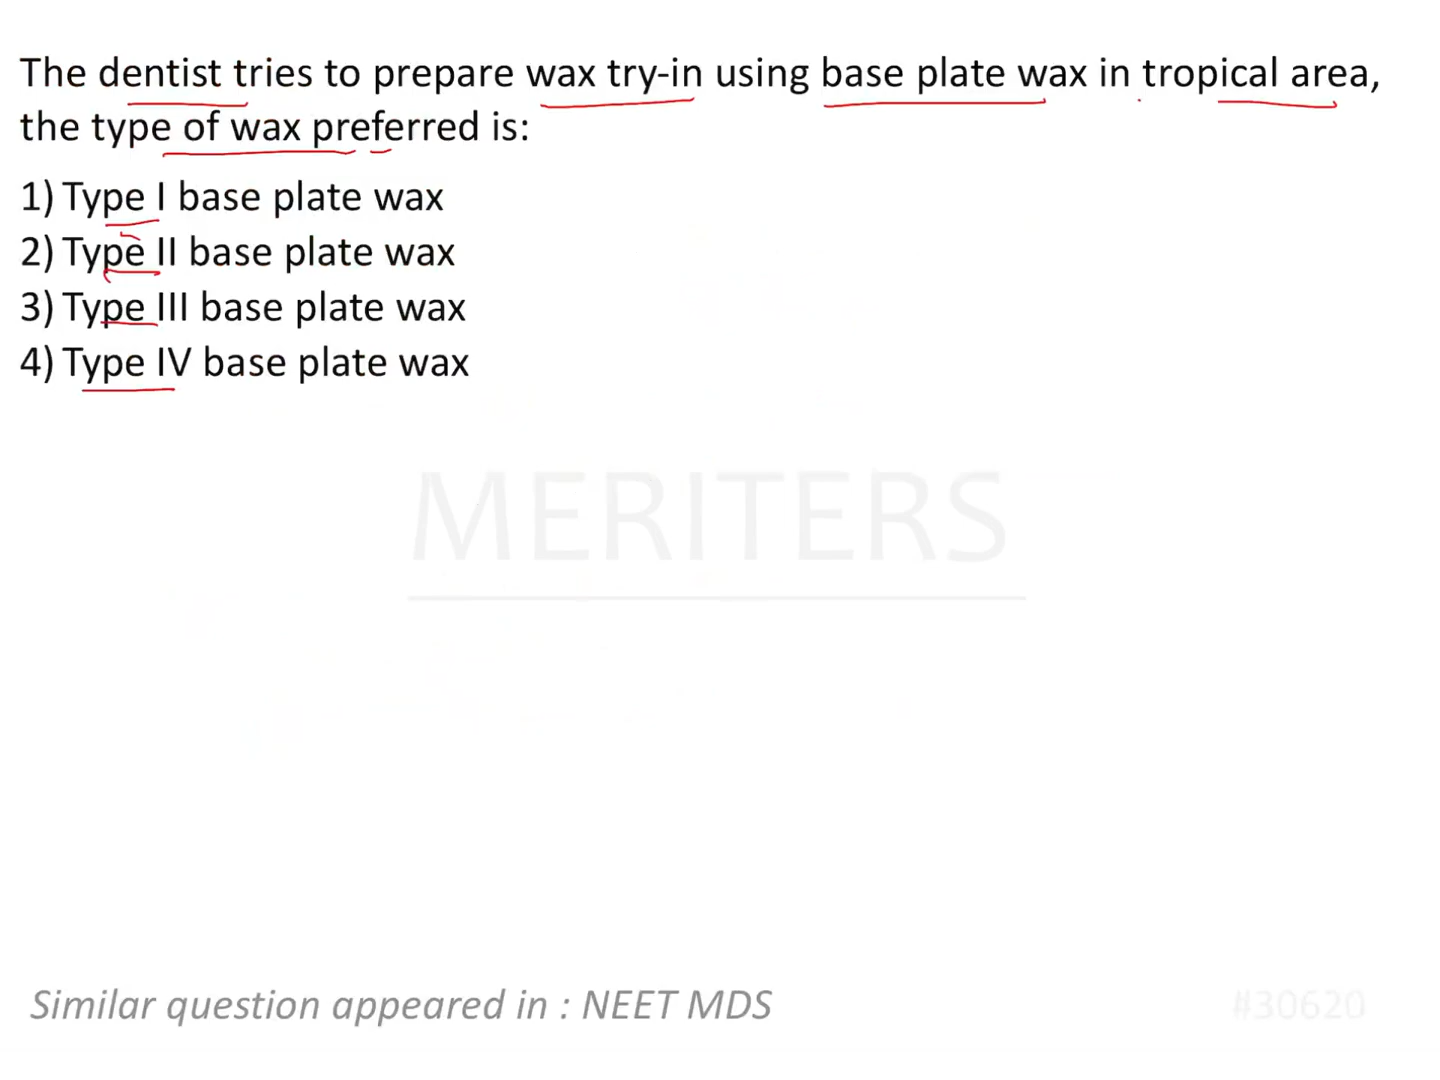 The dentist tries to prepare wax try-in using base plate wax in tropical area,
the type of wax preferred is:
1) Type I base plate wax
2) Type II base plate wax
3) Type III base plate wax
4) Type IV base plate wax
MERITERS
Similar question appeared in : NEET MDS
#30620